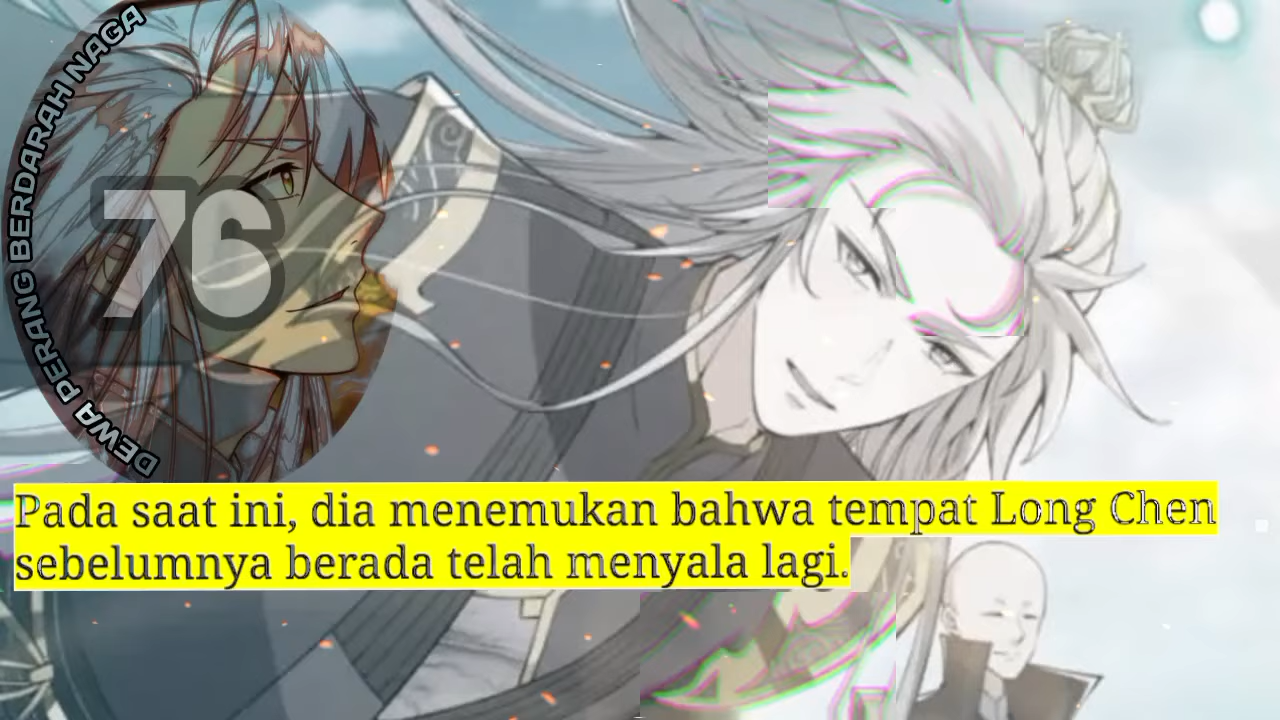 DEWA PERANG BERDARAH NAGA
76
Pada saat ini, dia menemukan bahwa tempat Long Chen
sebelumnya berada telah menyala lagi.